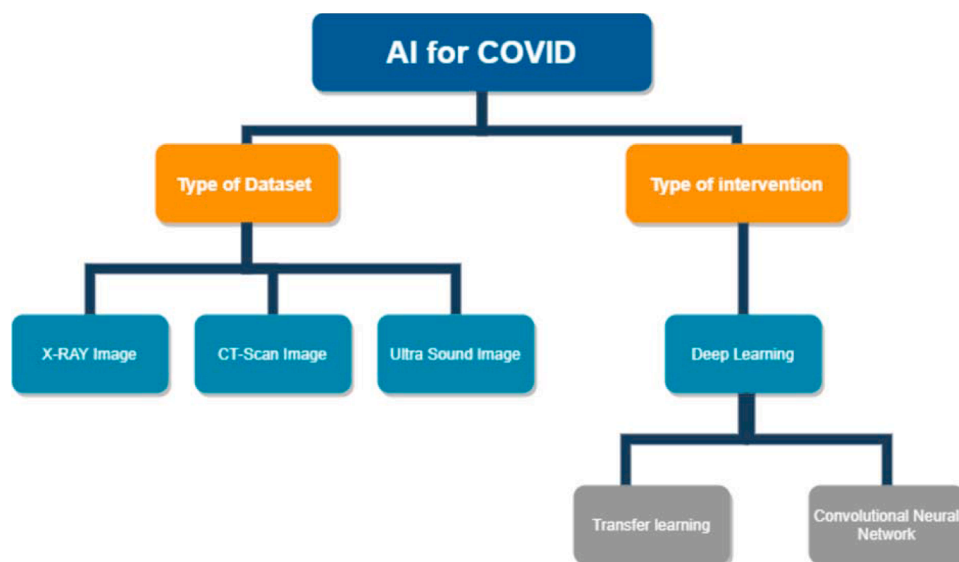 AI for COVID
Type of Dataset
Type of intervention
X-RAY Image
CT-Scan Image
Ultra Sound Image
Deep Learning
Transfer learning
Convolutional Neural
Network